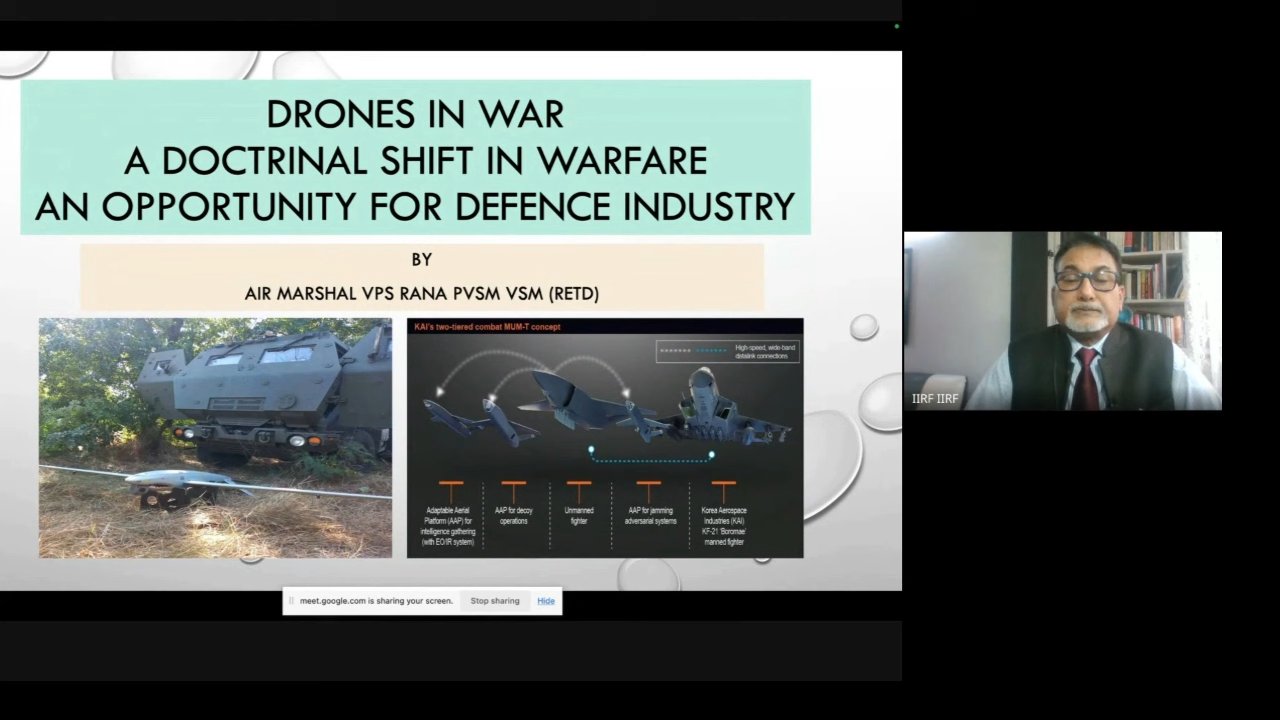 DRONES IN WAR
A DOCTRINAL SHIFT IN WARFARE
AN OPPORTUNITY FOR DEFENCE INDUSTRY
BY
AIR MARSHAL VPS RANA PVSM VSM (RETD)
KAI's two-tiered combat MUM-T concept
High-speed, wide-band
datalink connections
Adaptable Aerial
Platform (AAP) for
intelligence gathering
(with EO/IR system)
AAP for decoy
operations
Unmanned
fighter
AAP for jamming
adversarial systems
Korea Aerospace
Industries (KAI)
KF-21 'Boromae'
manned fighter
meet.google.com is sharing your screen.
Stop sharing
Hide
IIRF IIRF